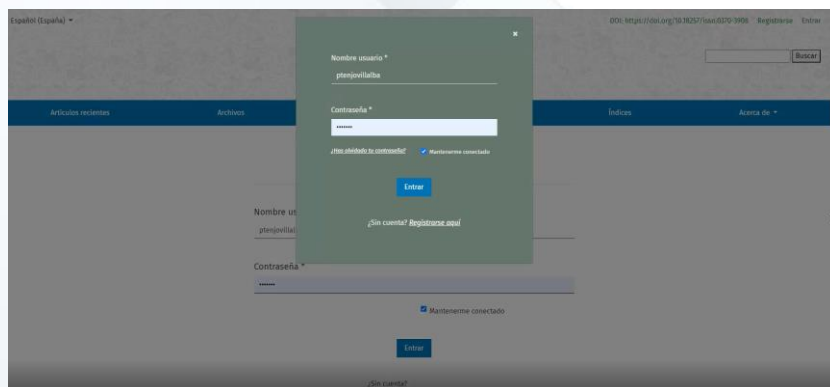 Español (España)
DOI: https://doi.org/10.18257/issn.0370-3908 Registrarse Entrar
Buscar
Artículos recientes Archivos Índices Acerca de
Nombre usuario *
ptenjovillalba
Contraseña *
•••••••
¿Has olvidado tu contraseña? Mantenerme conectado
Entrar
¿Sin cuenta? Registrarse aquí
Nombre us
ptenjovillal
Contraseña *
•••••••
Mantenerme conectado
Entrar
¿Sin cuenta?